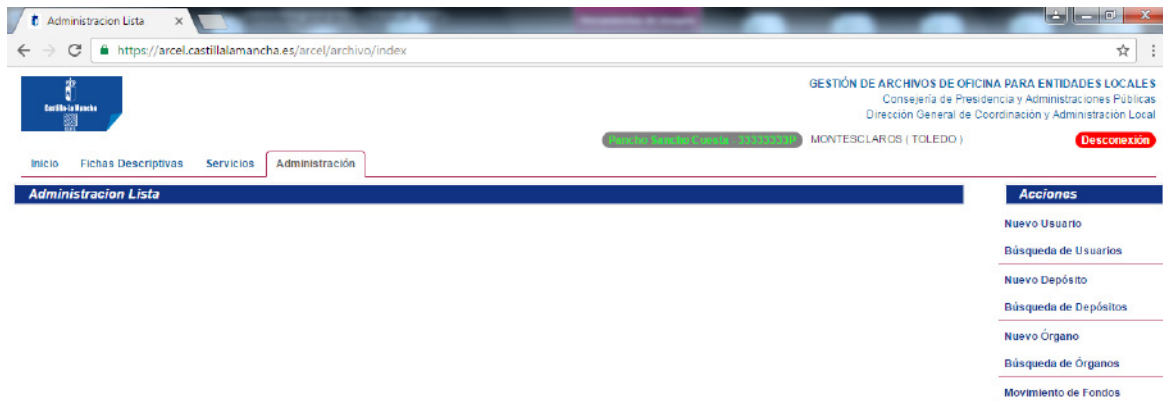 Administracion Lista
https://arcel.castillalamancha.es/arcel/archivo/index
Castilla-La Mancha
GESTIÓN DE ARCHIVOS DE OFICINA PARA ENTIDADES LOCALES
Consejería de Presidencia y Administraciones Públicas
Dirección General de Coordinación y Administración Local
Pancho Sancho Cuesta - 33333333P MONTESCLAROS ( TOLEDO ) Desconexión
Inicio Fichas Descriptivas Servicios Administración
Administracion Lista
Acciones
Nuevo Usuario
Búsqueda de Usuarios
Nuevo Depósito
Búsqueda de Depósitos
Nuevo Órgano
Búsqueda de Órganos
Movimiento de Fondos